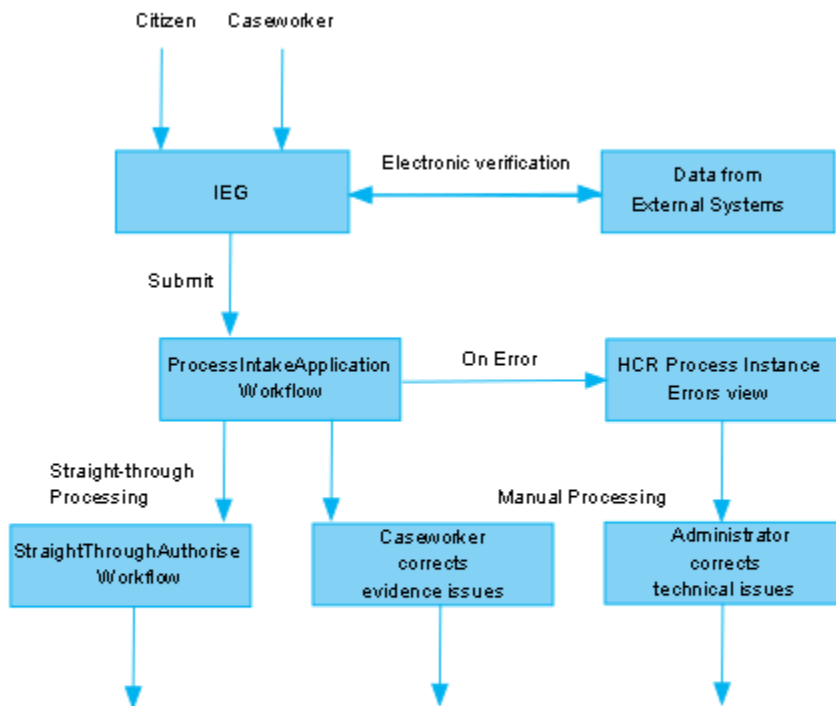 Citizen
Caseworker
Electronic verification
IEG
Data from
External Systems
Submit
ProcessIntakeApplication
Workflow
On Error
HCR Process Instance
Errors view
Straight-through
Processing
Manual Processing
StraightThroughAuthorise
Workflow
Caseworker
corrects
evidence issues
Administrator
corrects
technical issues